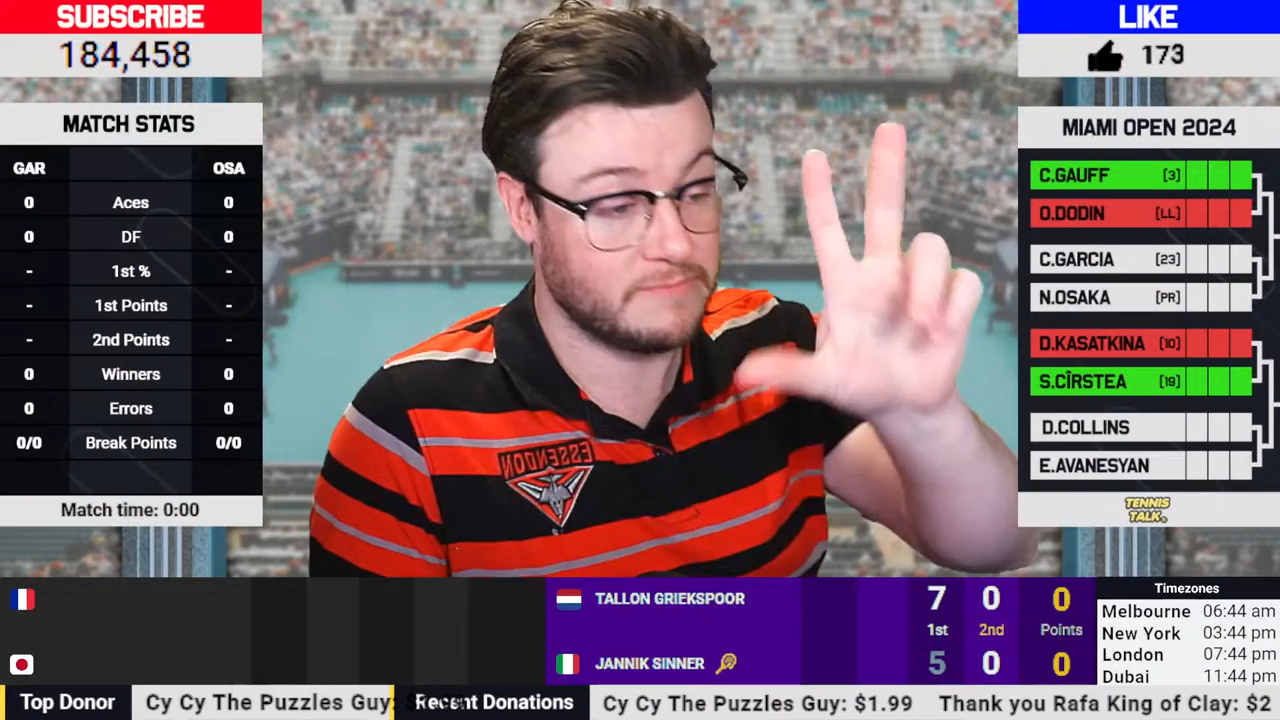 SUBSCRIBE
184,458
MATCH STATS
GAR OSA
0 Aces 0
0 DF 0
- 1st % -
- 1st Points -
- 2nd Points -
0 Winners 0
0 Errors 0
0/0 Break Points 0/0
Match time: 0:00
LIKE
173
MIAMI OPEN 2024
C.GAUFF [3]
O.DODIN [LL]
C.GARCIA [23]
N.OSAKA [PR]
D.KASATKINA [10]
S.CÎRSTEA [19]
D.COLLINS
E.AVANESYAN
TENNIS
TALK
ESSENDON
TALLON GRIEKSPOOR 7 0 0
1st 2nd Points
JANNIK SINNER 5 0 0
Timezones
Melbourne 06:44 am
New York 03:44 pm
London 07:44 pm
Dubai 11:44 pm
Top Donor Cy Cy The Puzzles Guy: Recent Donations Cy Cy The Puzzles Guy: $1.99 Thank you Rafa King of Clay: $2